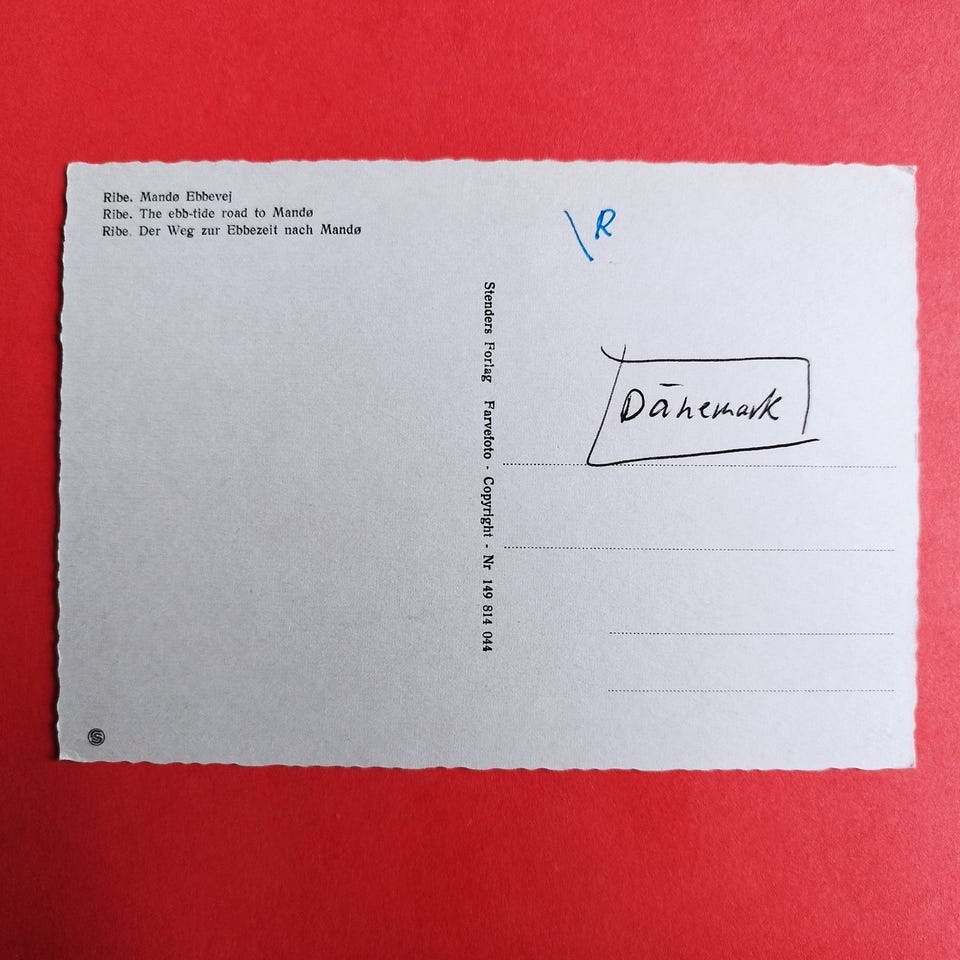 Ribe. Mandø Ebbevej
Ribe. The ebb-tide road to Mandø
Ribe. Der Weg zur Ebbezeit nach Mandø
Stenders Forlag Farvefoto - Copyright - Nr 149 814 044
\R
Dänemark
S